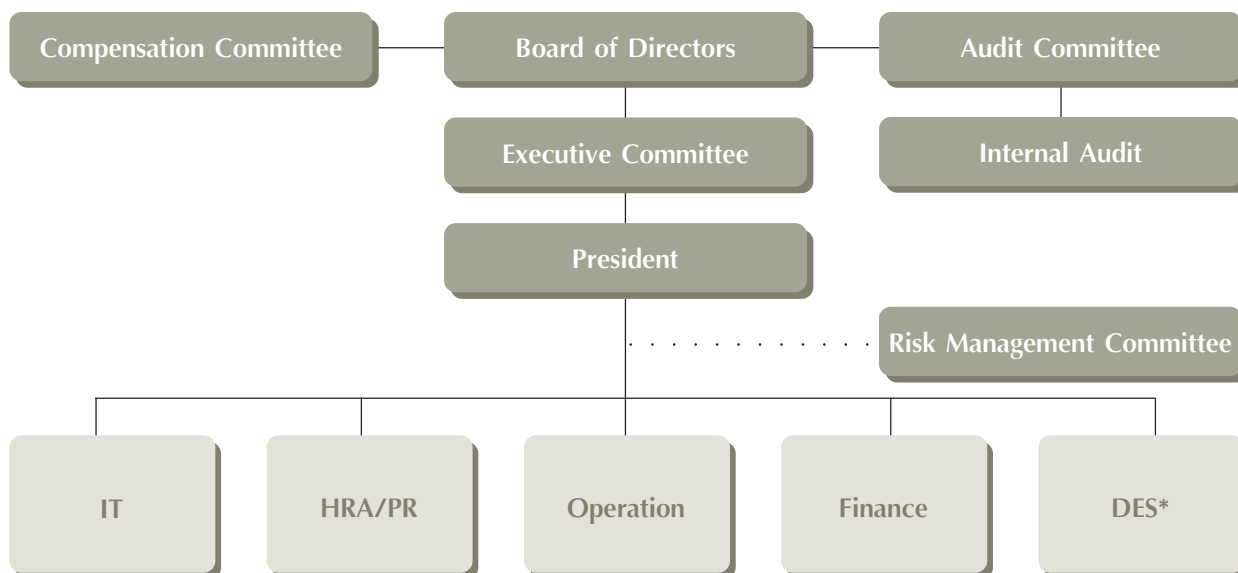 Compensation Committee
Board of Directors
Audit Committee
Executive Committee
Internal Audit
President
Risk Management Committee
IT
HRA/PR
Operation
Finance
DES*